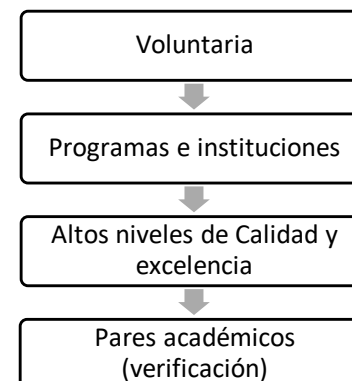 Voluntaria
Programas e instituciones
Altos niveles de Calidad y
excelencia
Pares académicos
(verificación)